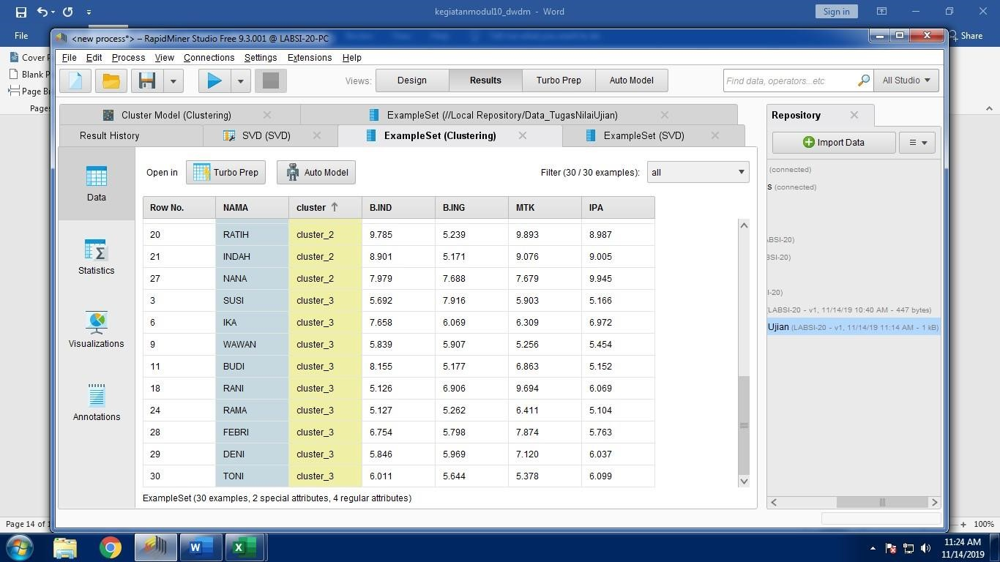 kegiatanmodul10_dwdm - Word
Sign in
File
Share
<new process*> – RapidMiner Studio Free 9.3.001 @ LABSI-20-PC
Cover
Blank P
Page Br
Pages
File Edit Process View Connections Settings Extensions Help
Views: Design Results Turbo Prep Auto Model
Find data, operators...etc
All Studio
Cluster Model (Clustering)
ExampleSet (//Local Repository/Data_TugasNilaiUjian)
Result History
SVD (SVD)
ExampleSet (Clustering)
ExampleSet (SVD)
Repository
Import Data
Data
Statistics
Visualizations
Annotations
Open in Turbo Prep Auto Model
Filter (30 / 30 examples): all
Row No. NAMA cluster ↑ B.IND B.ING MTK IPA
20 RATIH cluster_2 9.785 5.239 9.893 8.987
21 INDAH cluster_2 8.901 5.171 9.076 9.005
27 NANA cluster_2 7.979 7.688 7.679 9.945
3 SUSI cluster_3 5.692 7.916 5.903 5.166
6 IKA cluster_3 7.658 6.069 6.309 6.972
9 WAWAN cluster_3 5.839 5.907 5.256 5.454
11 BUDI cluster_3 8.155 5.177 6.863 5.152
18 RANI cluster_3 5.126 6.906 9.694 6.069
24 RAMA cluster_3 5.127 5.262 6.411 5.104
28 FEBRI cluster_3 6.754 5.798 7.874 5.763
29 DENI cluster_3 5.846 5.969 7.120 6.037
30 TONI cluster_3 6.011 5.644 5.378 6.099
ExampleSet (30 examples, 2 special attributes, 4 regular attributes)
(connected)
s (connected)
ABSI-20)
BSI-20)
I-20)
(LABSI-20 - v1, 11/14/19 10:40 AM - 447 bytes)
Ujian (LABSI-20 - v1, 11/14/19 11:14 AM - 1 kB)
Page 14 of 1
100%
11:24 AM
11/14/2019